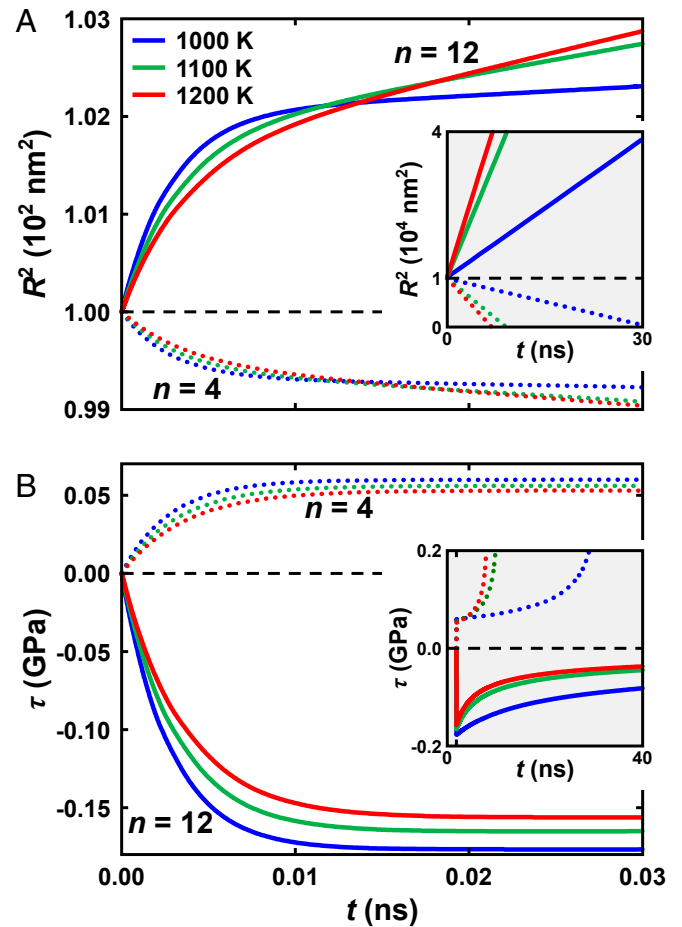 A
1.03
1000 K
1100 K
1200 K
n = 12
1.02
R² (10² nm²)
1.01
1.00
0.99
n = 4
4
R² (10⁴ nm²)
1
0
0
t (ns)
30
B
0.05
n = 4
0.00
τ (GPa)
-0.05
-0.10
-0.15
n = 12
0.2
τ (GPa)
0.0
-0.2
0
t (ns)
40
0.00
0.01
0.02
0.03
t (ns)